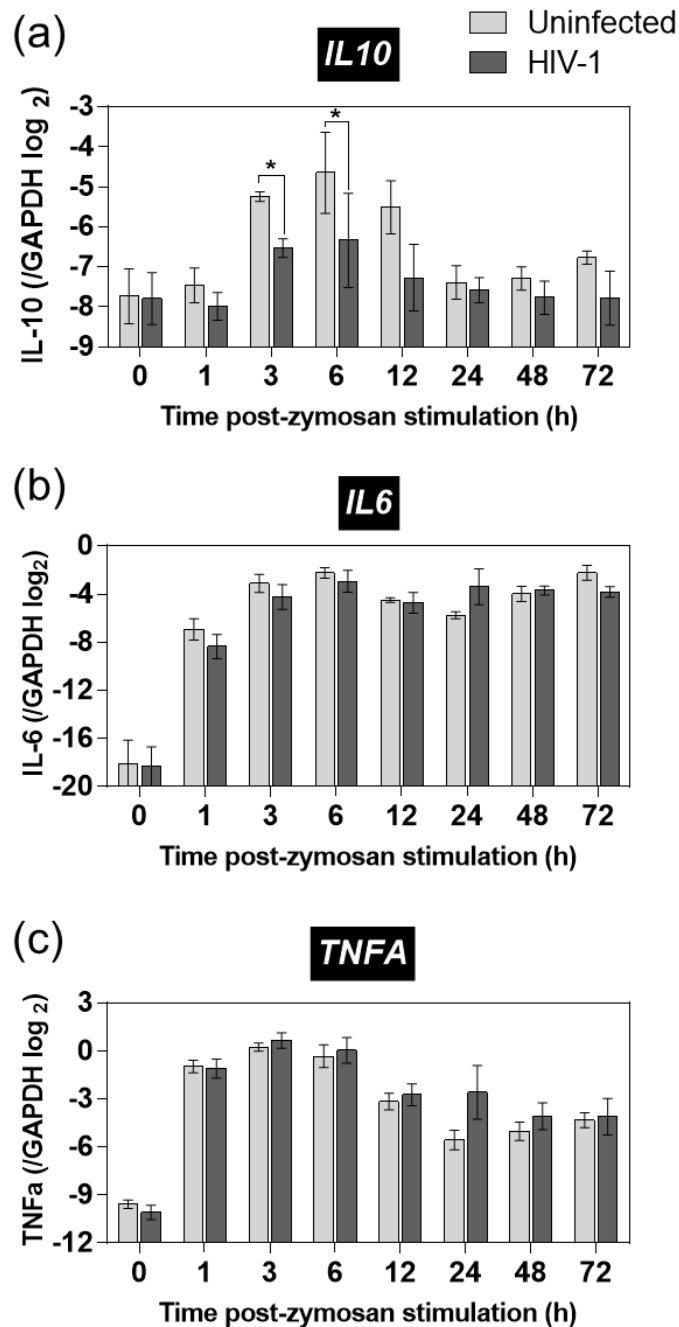 (a)
IL10
Uninfected
HIV-1
IL-10 (/GAPDH log 2)
-3
-4
-5
-6
-7
-8
-9
*
*
0 1 3 6 12 24 48 72
Time post-zymosan stimulation (h)
(b)
IL6
IL-6 (/GAPDH log2)
0
-4
-8
-12
-16
-20
0 1 3 6 12 24 48 72
Time post-zymosan stimulation (h)
(c)
TNFA
TNFa (/GAPDH log 2)
3
0
-3
-6
-9
-12
0 1 3 6 12 24 48 72
Time post-zymosan stimulation (h)